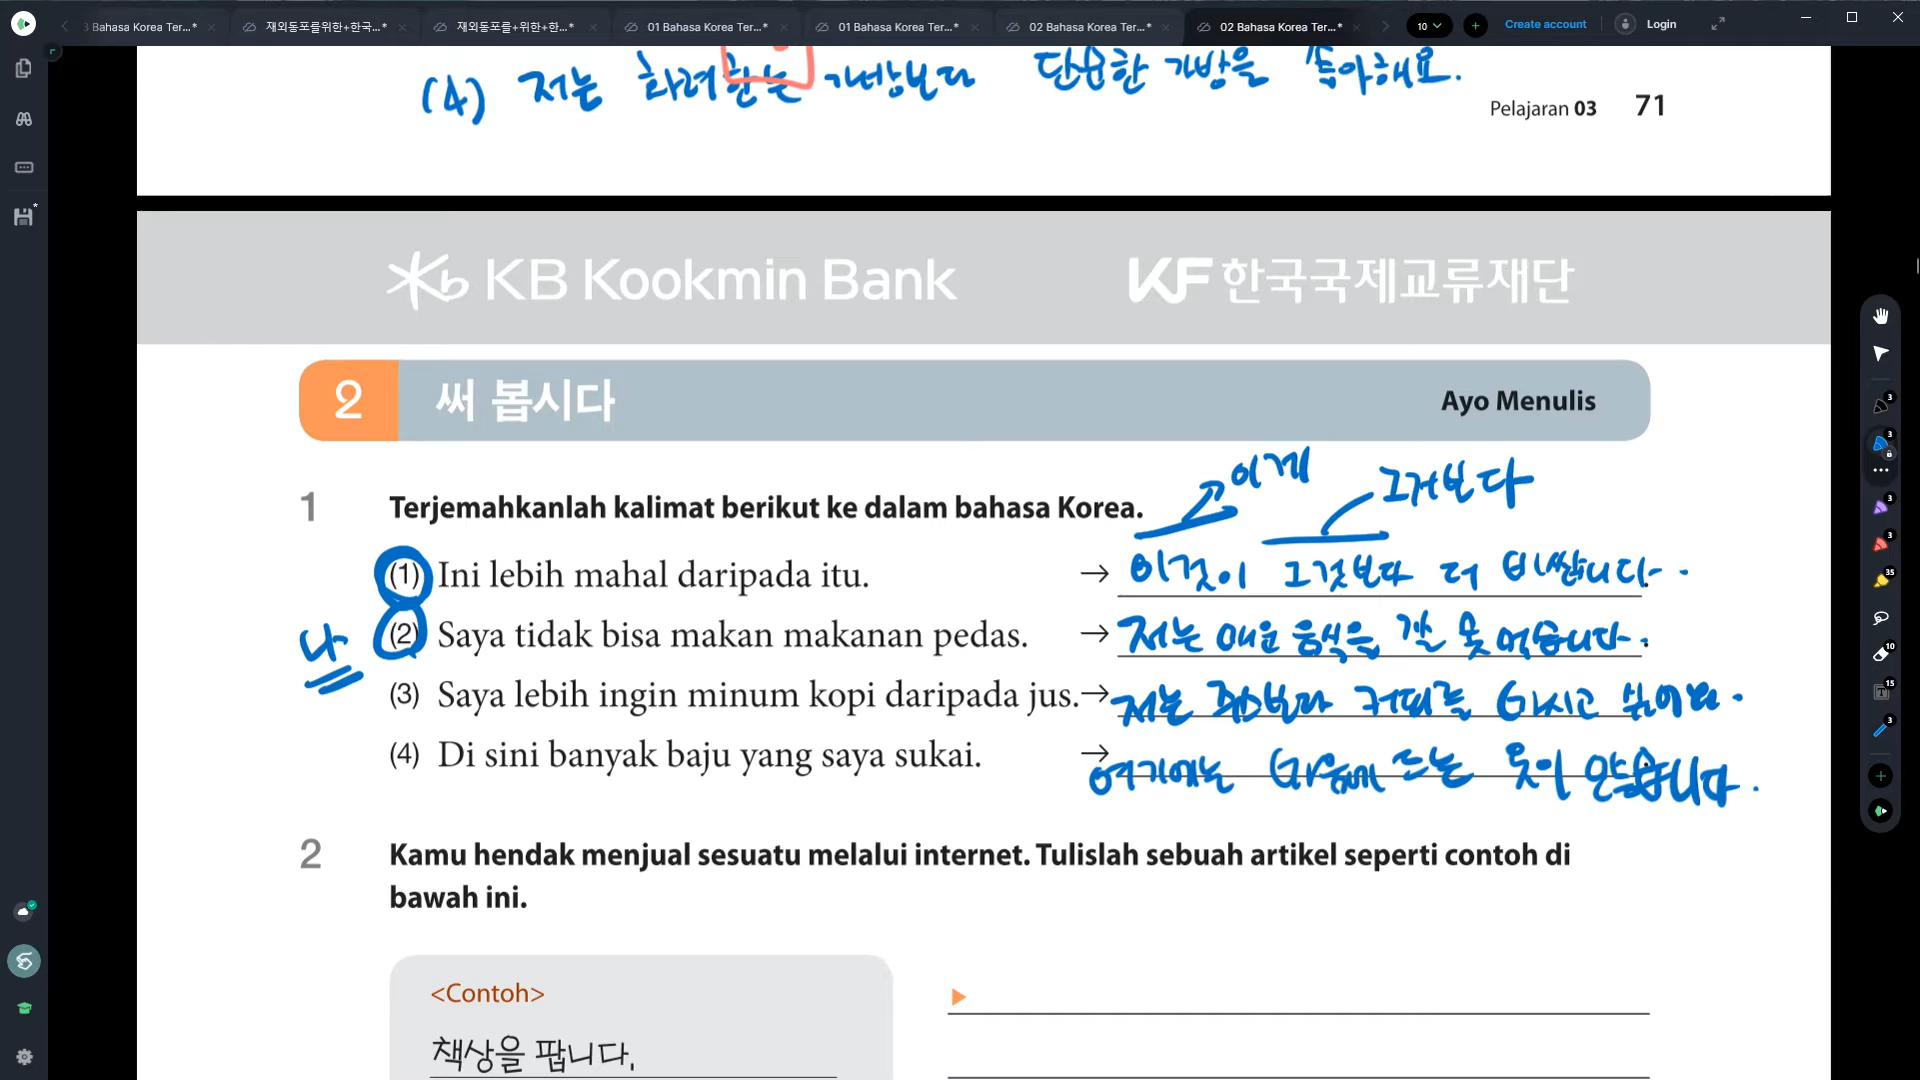 3 Bahasa Korea Ter...* 재외동포를위한+한국...* 재외동포를+위한+한...* 01 Bahasa Korea Ter...* 01 Bahasa Korea Ter...* 02 Bahasa Korea Ter...* 02 Bahasa Korea Ter...* 10 Create account Login
(4) 저는 화려한는 가방보다 단순한 가방을 좋아해요.
Pelajaran 03 71
KB Kookmin Bank KF 한국국제교류재단
2 써 봅시다 Ayo Menulis
이게 그거보다
1 Terjemahkanlah kalimat berikut ke dalam bahasa Korea.
(1) Ini lebih mahal daripada itu. → 이것이 그것보다 더 비쌉니다.
(2) Saya tidak bisa makan makanan pedas. → 저는 매운 음식을 잘 못 먹습니다.
나
(3) Saya lebih ingin minum kopi daripada jus. → 저는 주스보다 커피를 마시고 싶어요.
(4) Di sini banyak baju yang saya sukai. → 여기에는 마음에 드는 옷이 많습니다.
2 Kamu hendak menjual sesuatu melalui internet. Tulislah sebuah artikel seperti contoh di
bawah ini.
<Contoh>
책상을 팝니다.